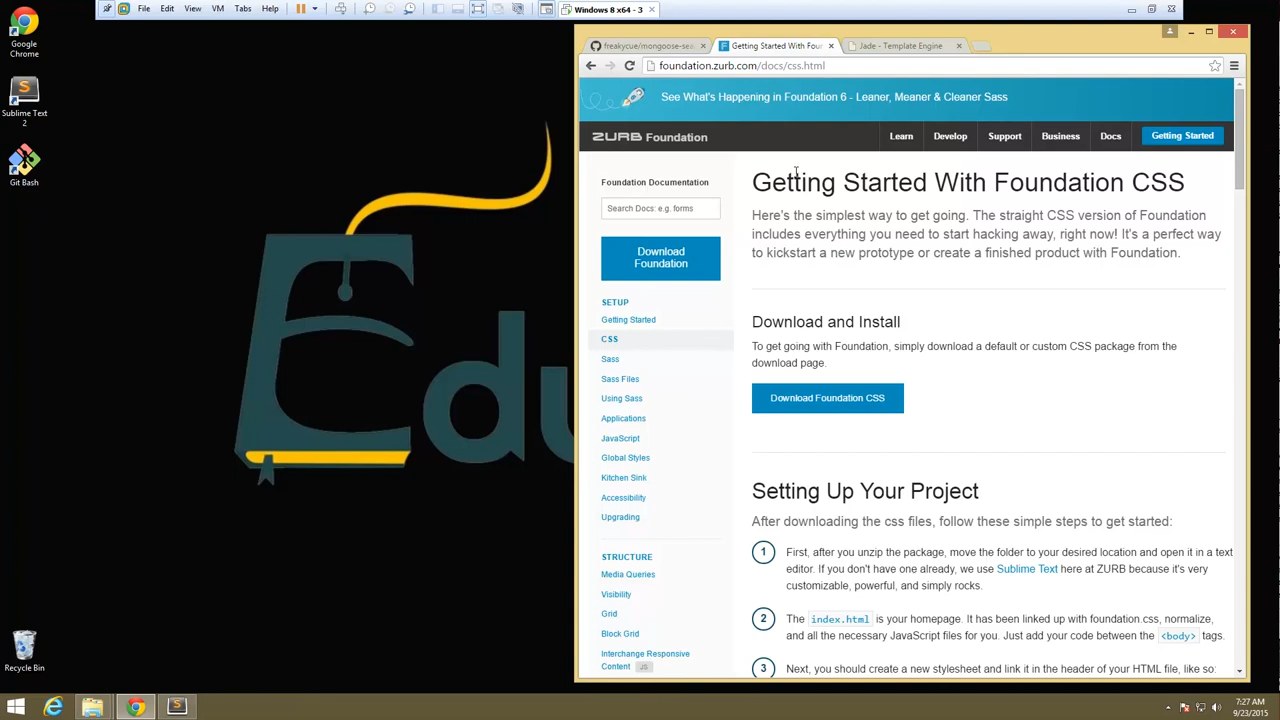 File Edit View VM Tabs Help
Windows 8 x64 - 3
Google
Chrome
Sublime Text
2
Git Bash
Recycle Bin
Edu
freakycue/mongoose-sea
Getting Started With Foun
Jade - Template Engine
foundation.zurb.com/docs/css.html
See What's Happening in Foundation 6 - Leaner, Meaner & Cleaner Sass
ZURB Foundation
Learn Develop Support Business Docs Getting Started
Foundation Documentation
Search Docs: e.g. forms
Download
Foundation
SETUP
Getting Started
CSS
Sass
Sass Files
Using Sass
Applications
JavaScript
Global Styles
Kitchen Sink
Accessibility
Upgrading
STRUCTURE
Media Queries
Visibility
Grid
Block Grid
Interchange Responsive
Content JS
Getting Started With Foundation CSS
Here's the simplest way to get going. The straight CSS version of Foundation
includes everything you need to start hacking away, right now! It's a perfect way
to kickstart a new prototype or create a finished product with Foundation.
Download and Install
To get going with Foundation, simply download a default or custom CSS package from the
download page.
Download Foundation CSS
Setting Up Your Project
After downloading the css files, follow these simple steps to get started:
1 First, after you unzip the package, move the folder to your desired location and open it in a text
editor. If you don't have one already, we use Sublime Text here at ZURB because it's very
customizable, powerful, and simply rocks.
2 The index.html is your homepage. It has been linked up with foundation.css, normalize,
and all the necessary JavaScript files for you. Just add your code between the <body> tags.
3 Next, you should create a new stylesheet and link it in the header of your HTML file, like so:
7:27 AM
9/23/2015